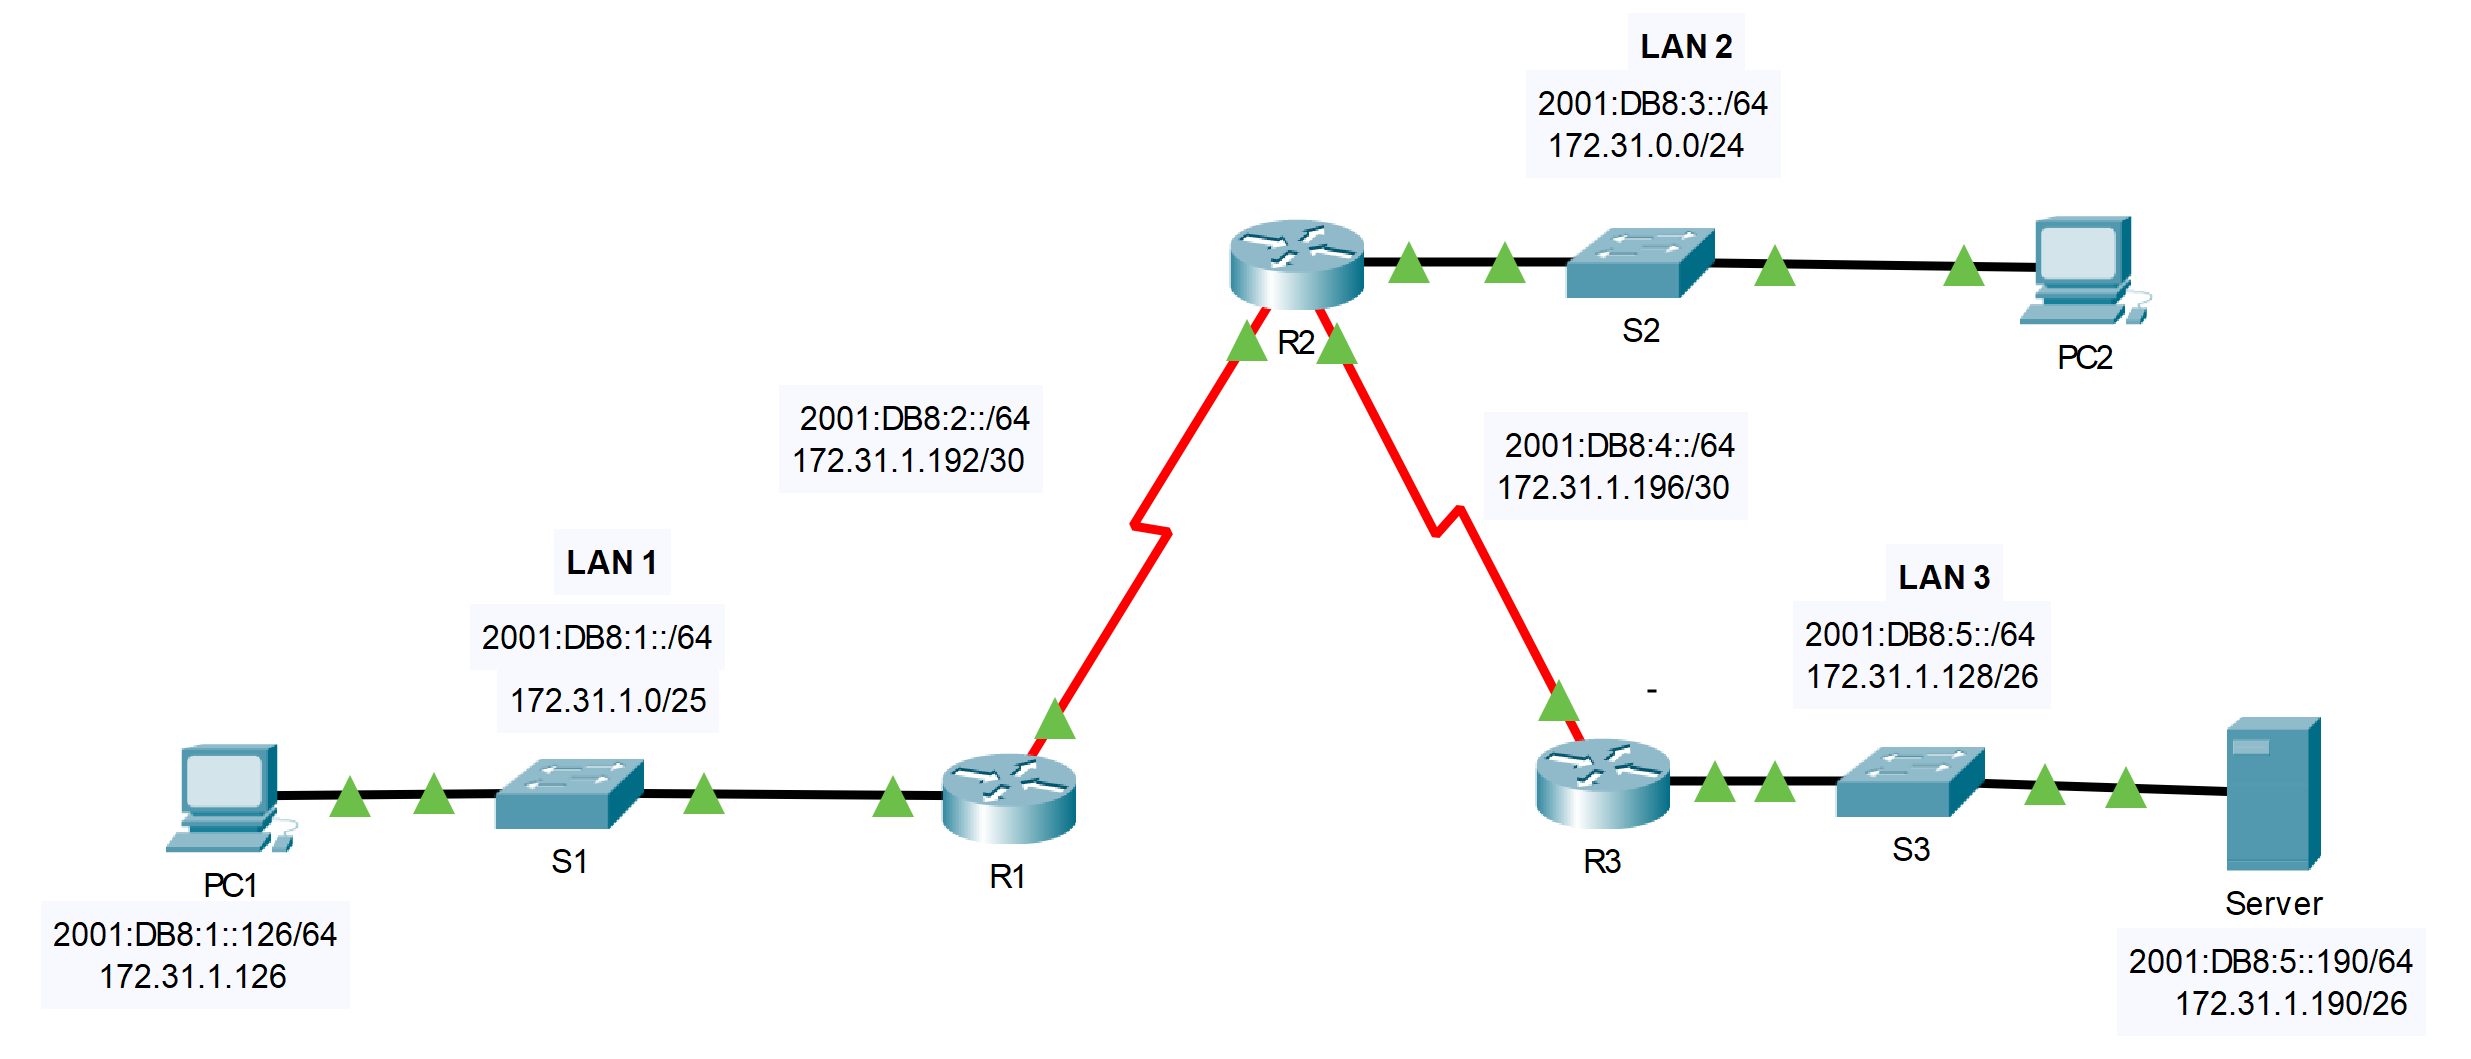 LAN 2
2001:DB8:3::/64
172.31.0.0/24
R2
S2
PC2
2001:DB8:2::/64
172.31.1.192/30
2001:DB8:4::/64
172.31.1.196/30
LAN 1
2001:DB8:1::/64
172.31.1.0/25
LAN 3
2001:DB8:5::/64
172.31.1.128/26
-
PC1
S1
R1
R3
S3
Server
2001:DB8:1::126/64
172.31.1.126
2001:DB8:5::190/64
172.31.1.190/26